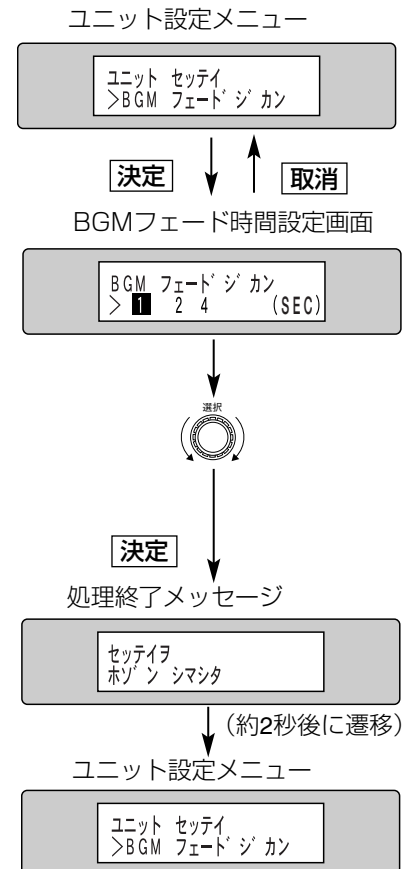 ユニット設定メニュー
ユニット セッテイ
>BGM フェード ジ カン
決定 取消
BGMフェード時間設定画面
BGM フェード ジ カン
> 1 2 4 (SEC)
選択
決定
処理終了メッセージ
セッテイヲ
ホゾン シマシタ
(約2秒後に遷移)
ユニット設定メニュー
ユニット セッテイ
>BGM フェード ジ カン